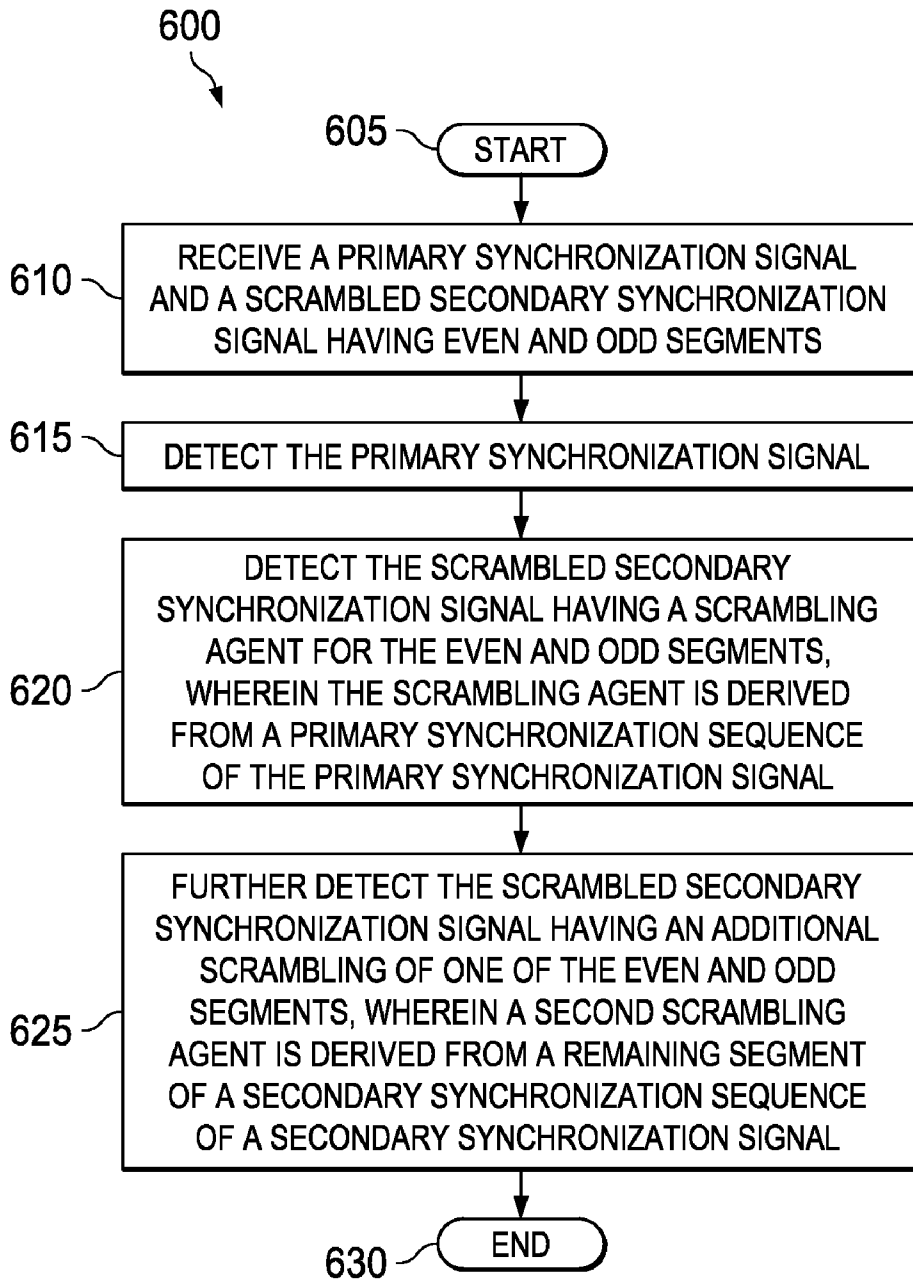 600
605
START
610
RECEIVE A PRIMARY SYNCHRONIZATION SIGNAL
AND A SCRAMBLED SECONDARY SYNCHRONIZATION
SIGNAL HAVING EVEN AND ODD SEGMENTS
615
DETECT THE PRIMARY SYNCHRONIZATION SIGNAL
620
DETECT THE SCRAMBLED SECONDARY
SYNCHRONIZATION SIGNAL HAVING A SCRAMBLING
AGENT FOR THE EVEN AND ODD SEGMENTS,
WHEREIN THE SCRAMBLING AGENT IS DERIVED
FROM A PRIMARY SYNCHRONIZATION SEQUENCE
OF THE PRIMARY SYNCHRONIZATION SIGNAL
625
FURTHER DETECT THE SCRAMBLED SECONDARY
SYNCHRONIZATION SIGNAL HAVING AN ADDITIONAL
SCRAMBLING OF ONE OF THE EVEN AND ODD
SEGMENTS, WHEREIN A SECOND SCRAMBLING
AGENT IS DERIVED FROM A REMAINING SEGMENT
OF A SECONDARY SYNCHRONIZATION SEQUENCE
OF A SECONDARY SYNCHRONIZATION SIGNAL
630
END